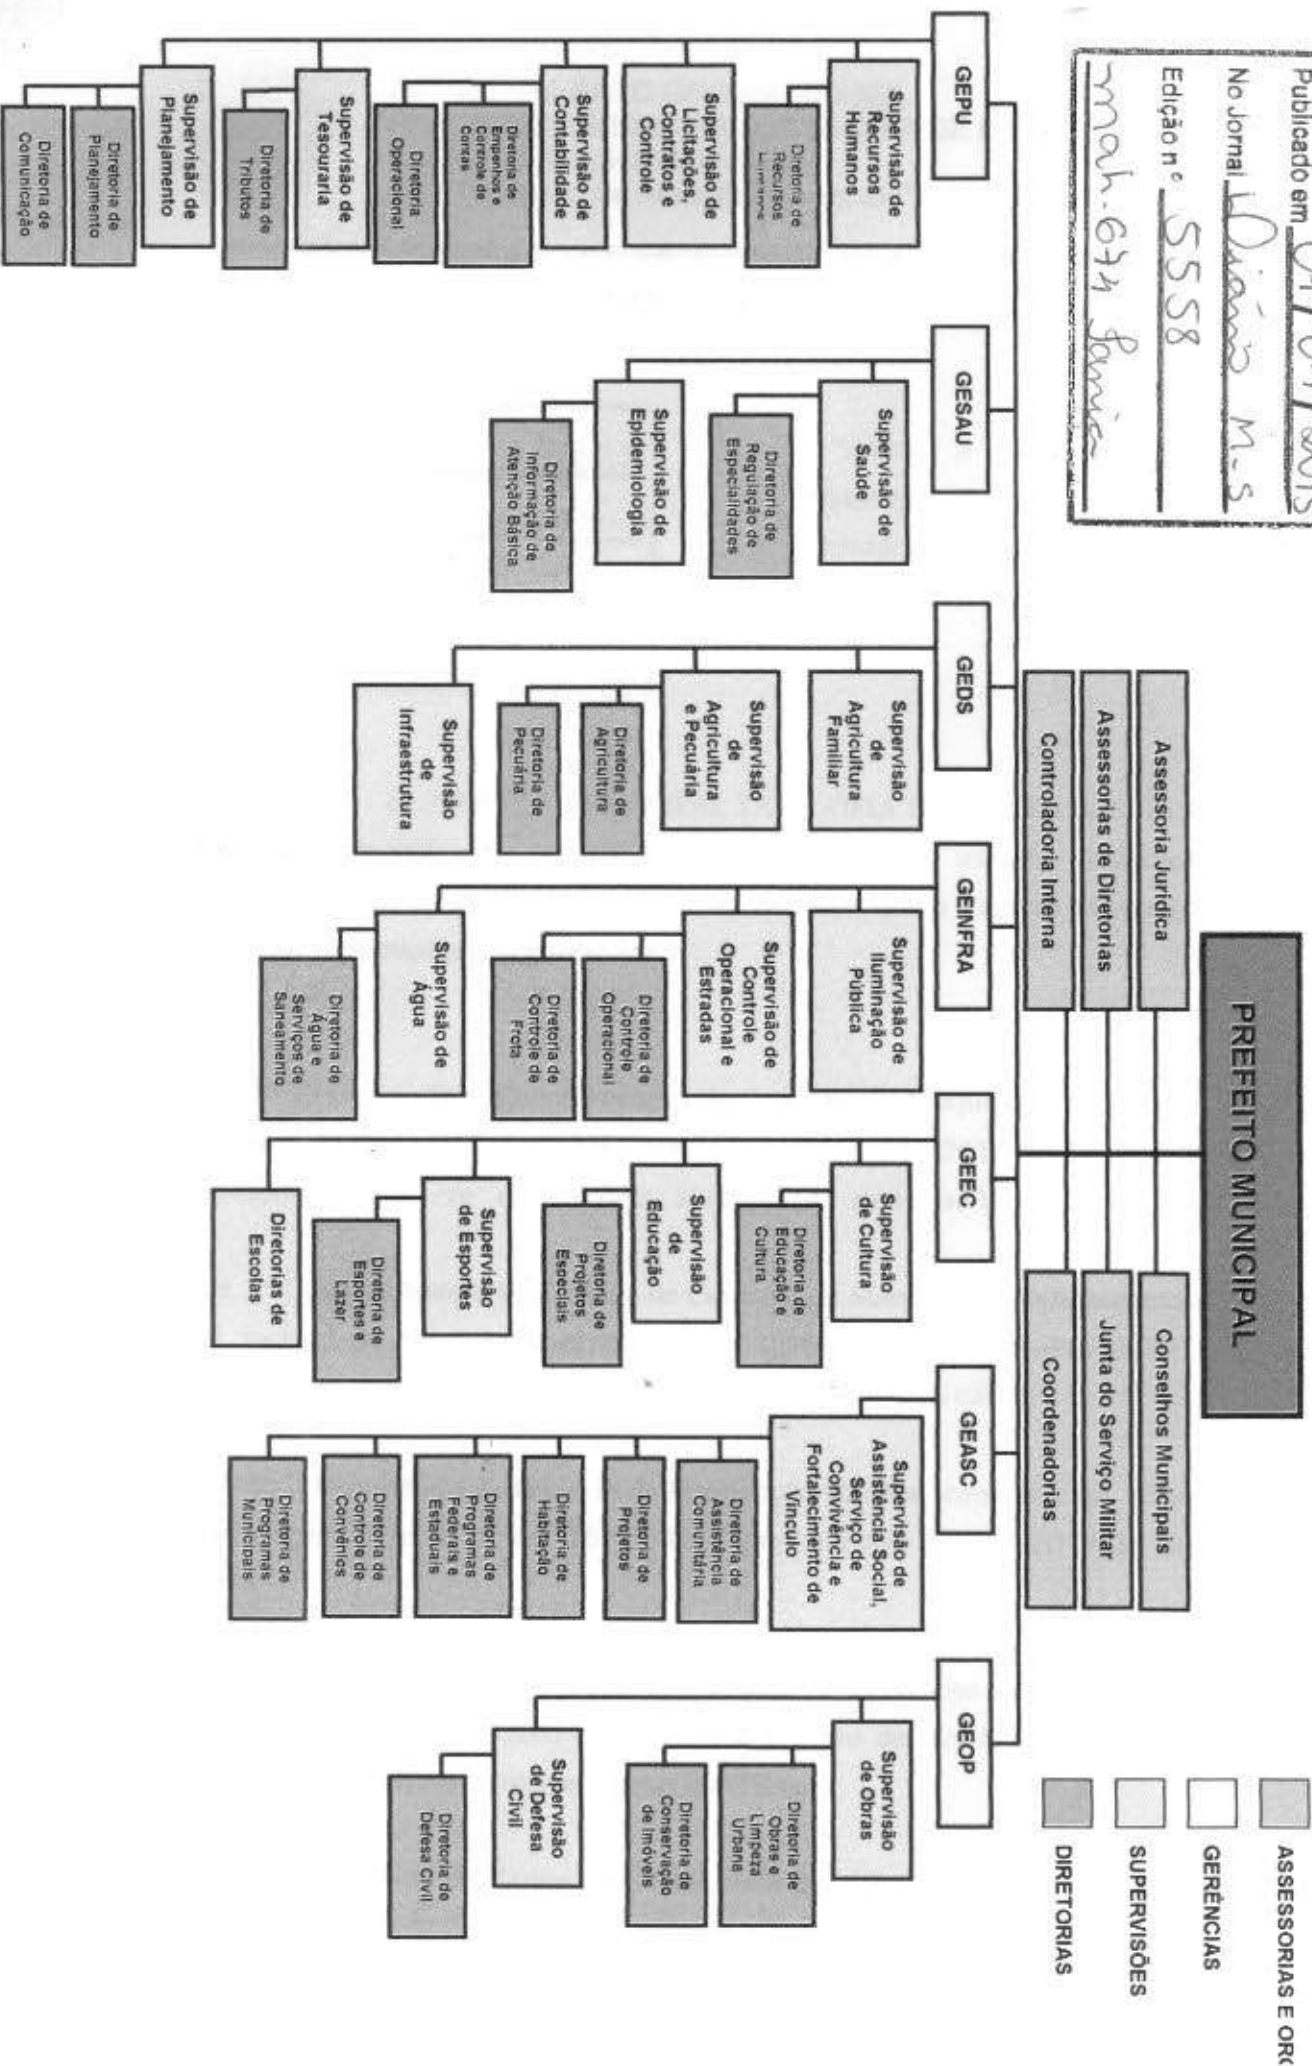 Publicado em
No Jornal Diário M-S
Edição nº 5558
PREFEITO MUNICIPAL
ASSESSORIAS E ORG
GERÊNCIAS
SUPERVISÕES
DIRETORIAS
Assessoria Jurídica
Conselhos Municipais
Assessorias de Diretorias
Junta do Serviço Militar
Controladoria Interna
Coordenadorias
GEPU
Supervisão de
Recursos
Humanos
Diretoria de
Recursos
Supervisão de
Licitações,
Contratos e
Controle
Supervisão de
Contabilidade
Diretoria de
Empenhos e
Controle de
Contas
Diretoria
Operacional
Supervisão de
Tesouraria
Diretoria de
Tributos
Supervisão de
Planejamento
Diretoria de
Planejamento
Diretoria de
Comunicação
GESAU
Supervisão de
Saúde
Diretoria de
Regulação de
Especialidades
Supervisão de
Epidemiologia
Diretoria de
Informação de
Atenção Básica
GEDS
Supervisão
de
Agricultura
Familiar
Supervisão
de
Agricultura
e Pecuária
Diretoria de
Agricultura
Diretoria de
Pecuária
Supervisão
de
Infraestrutura
GEINFRA
Supervisão de
Iluminação
Pública
Supervisão de
Controle
Operacional e
Estradas
Diretoria de
Controle
Operacional
Diretoria de
Controle de
Frota
Supervisão de
Água
Diretoria de
Água e
Serviços de
Saneamento
GEEC
Supervisão
de Cultura
Diretoria de
Educação e
Cultura
Supervisão
de
Educação
Diretoria de
Projetos
Especiais
Supervisão
de Esportes
Diretoria de
Esportes e
Lazer
Diretorias de
Escolas
GEASC
Supervisão de
Assistência Social,
Serviço de
Convivência e
Fortalecimento de
Vínculo
Diretoria de
Assistência
Comunitária
Diretoria de
Projetos
Diretoria de
Habitação
Diretoria de
Programas
Federais e
Estaduais
Diretoria de
Controle de
Convênios
Diretoria de
Programas
Municipais
GEOP
Supervisão
de Obras
Diretoria de
Obras e
Limpeza
Urbana
Diretoria de
Conservação
de Imóveis
Supervisão
de Defesa
Civil
Diretoria de
Defesa Civil